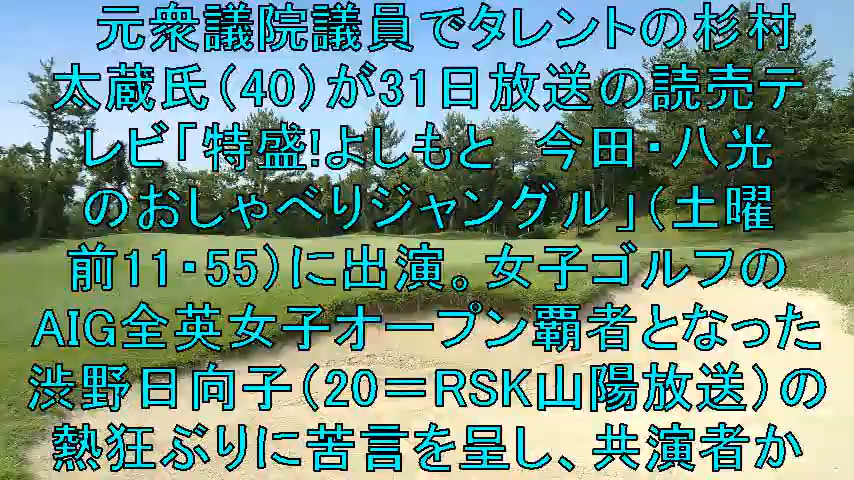 元衆議院議員でタレントの杉村
太蔵氏（40）が31日放送の読売テ
レビ「特盛!よしもと　今田・八光
のおしゃべりジャングル」（土曜
前11・55）に出演。女子ゴルフの
AIG全英女子オープン覇者となった
渋野日向子（20＝RSK山陽放送）の
熱狂ぶりに苦言を呈し、共演者か